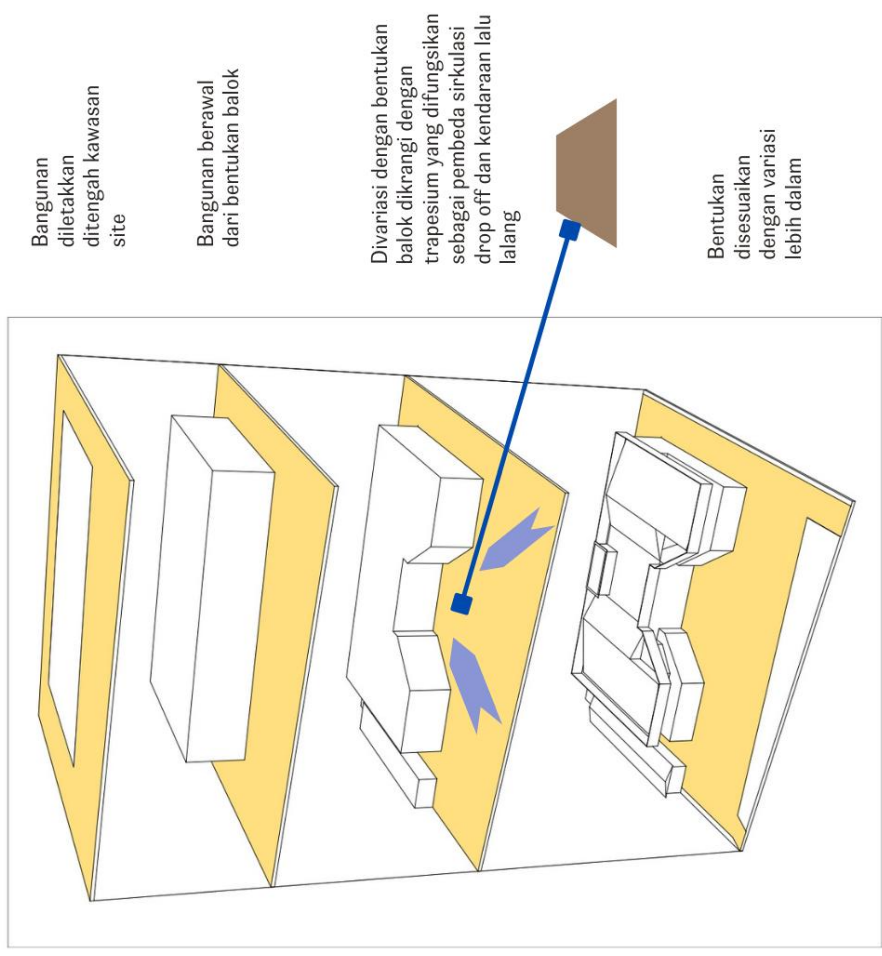 Bangunan
diletakkan
ditengah kawasan
site
Bangunan berawal
dari bentukan balok
Divariasi dengan bentukan
balok dikrangi dengan
trapesium yang difungsikan
sebagai pembeda sirkulasi
drop off dan kendaraan lalu
lalang
Bentukan
disesuaikan
dengan variasi
lebih dalam